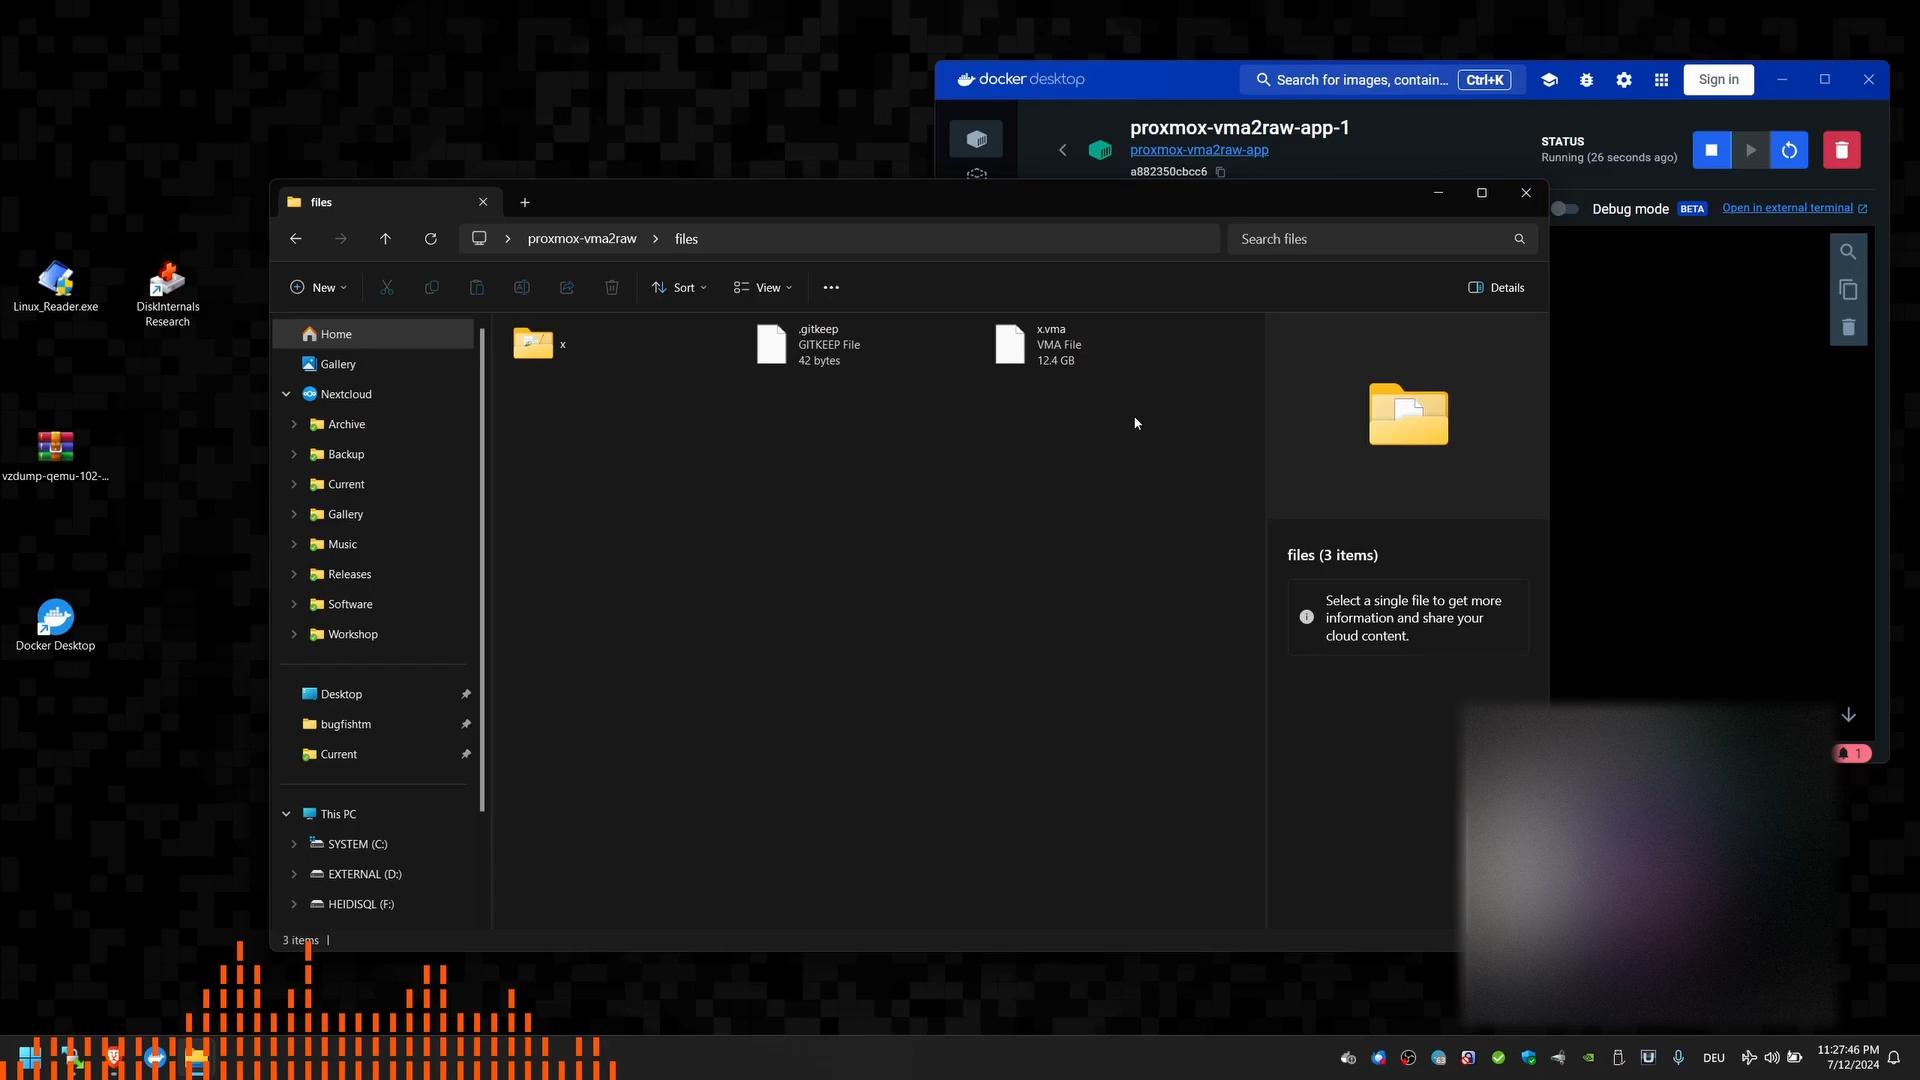 docker desktop
Search for images, contain...
Ctrl+K
Sign in
proxmox-vma2raw-app-1
proxmox-vma2raw-app
a882350cbcc6
STATUS
Running (26 seconds ago)
Debug mode
BETA
Open in external terminal
files
proxmox-vma2raw
files
Search files
New
Sort
View
Details
Linux_Reader.exe
DiskInternals
Research
vzdump-qemu-102-...
Docker Desktop
Home
Gallery
Nextcloud
Archive
Backup
Current
Gallery
Music
Releases
Software
Workshop
Desktop
bugfishtm
Current
This PC
SYSTEM (C:)
EXTERNAL (D:)
HEIDISQL (F:)
x
.gitkeep
GITKEEP File
42 bytes
x.vma
VMA File
12.4 GB
files (3 items)
Select a single file to get more
information and share your
cloud content.
3 items
1
DEU
11:27:46 PM
7/12/2024